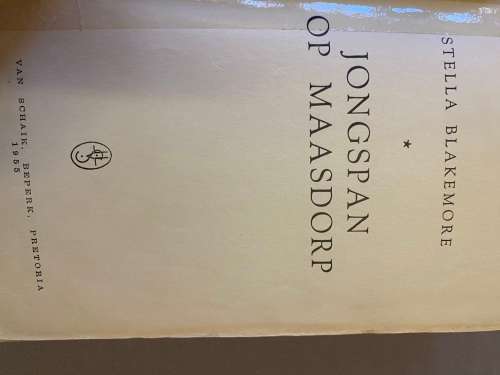 STELLA BLAKEMORE
*
JONGSPAN
OP MAASDORP
VAN SCHAIK, BEPERK, PRETORIA
1955